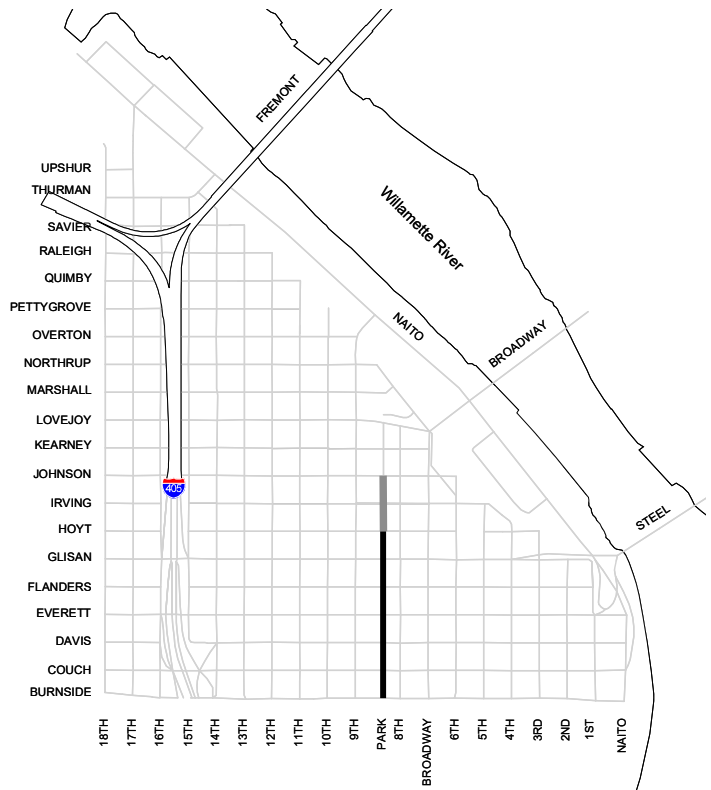 FREMONT
UPSHUR
THURMAN
Willamette River
SAVIER
RALEIGH
QUIMBY
PETTYGROVE
NAITO
BROADWAY
OVERTON
NORTHRUP
MARSHALL
LOVEJOY
KEARNEY
JOHNSON
405
IRVING
STEEL
HOYT
GLISAN
FLANDERS
EVERETT
DAVIS
COUCH
BURNSIDE
18TH
17TH
16TH
15TH
14TH
13TH
12TH
11TH
10TH
9TH
PARK
8TH
BROADWAY
6TH
5TH
4TH
3RD
2ND
1ST
NAITO